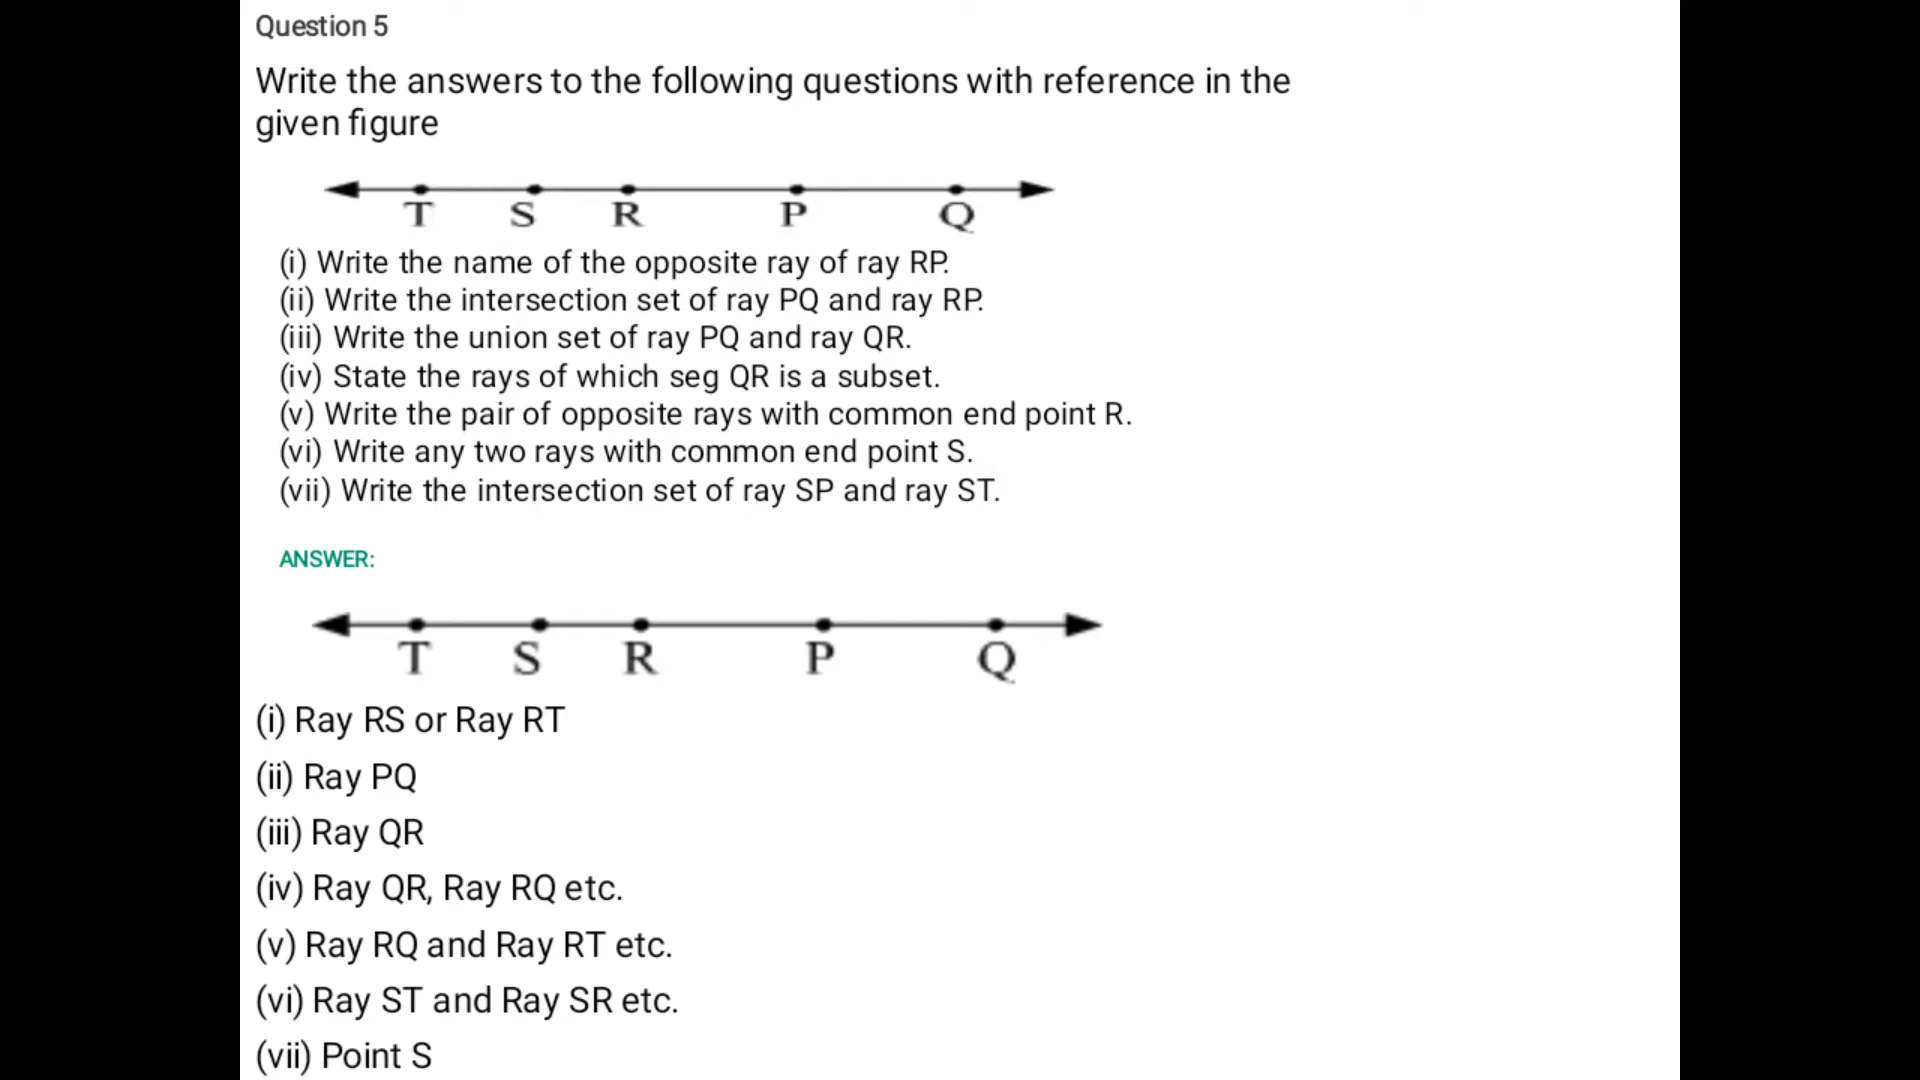 Question 5
Write the answers to the following questions with reference in the
given figure
T S R P Q
(i) Write the name of the opposite ray of ray RP.
(ii) Write the intersection set of ray PQ and ray RP.
(iii) Write the union set of ray PQ and ray QR.
(iv) State the rays of which seg QR is a subset.
(v) Write the pair of opposite rays with common end point R.
(vi) Write any two rays with common end point S.
(vii) Write the intersection set of ray SP and ray ST.
ANSWER:
T S R P Q
(i) Ray RS or Ray RT
(ii) Ray PQ
(iii) Ray QR
(iv) Ray QR, Ray RQ etc.
(v) Ray RQ and Ray RT etc.
(vi) Ray ST and Ray SR etc.
(vii) Point S